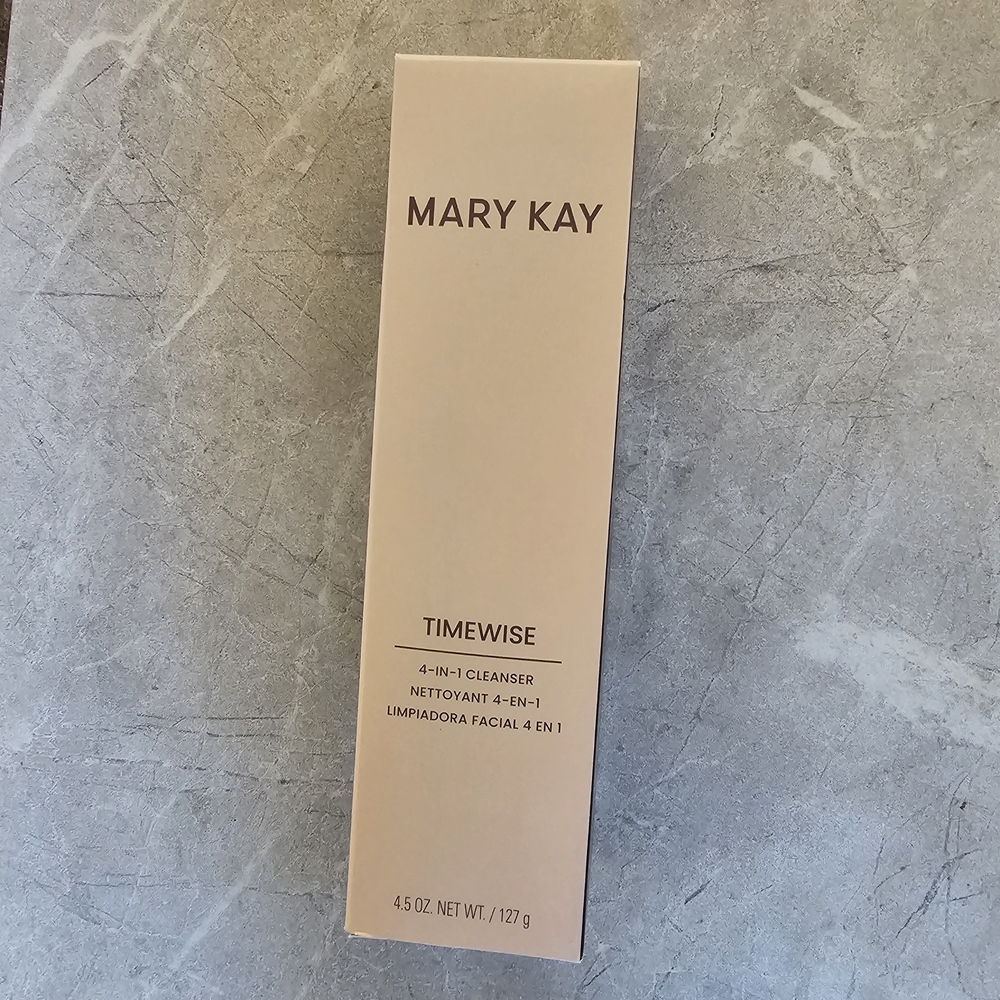 MARY KAY
TIMEWISE
4-IN-1 CLEANSER
NETTOYANT 4-EN-1
LIMPIADORA FACIAL 4 EN 1
4.5 OZ. NET WT. / 127 g